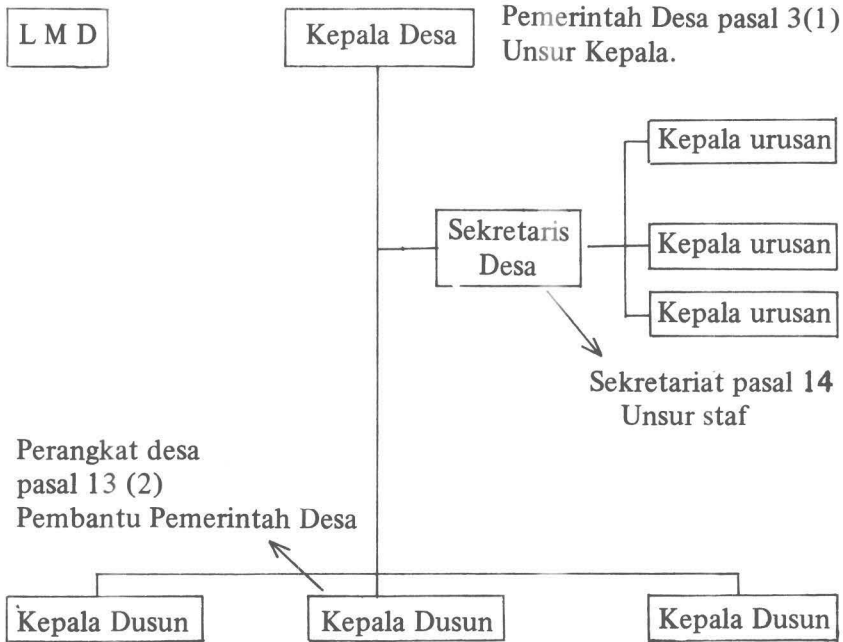 L M D
Kepala Desa
Pemerintah Desa pasal 3(1)
Unsur Kepala.
Kepala urusan
Sekretaris
Desa
Kepala urusan
Kepala urusan
Sekretariat pasal 14
Unsur staf
Perangkat desa
pasal 13 (2)
Pembantu Pemerintah Desa
Kepala Dusun
Kepala Dusun
Kepala Dusun